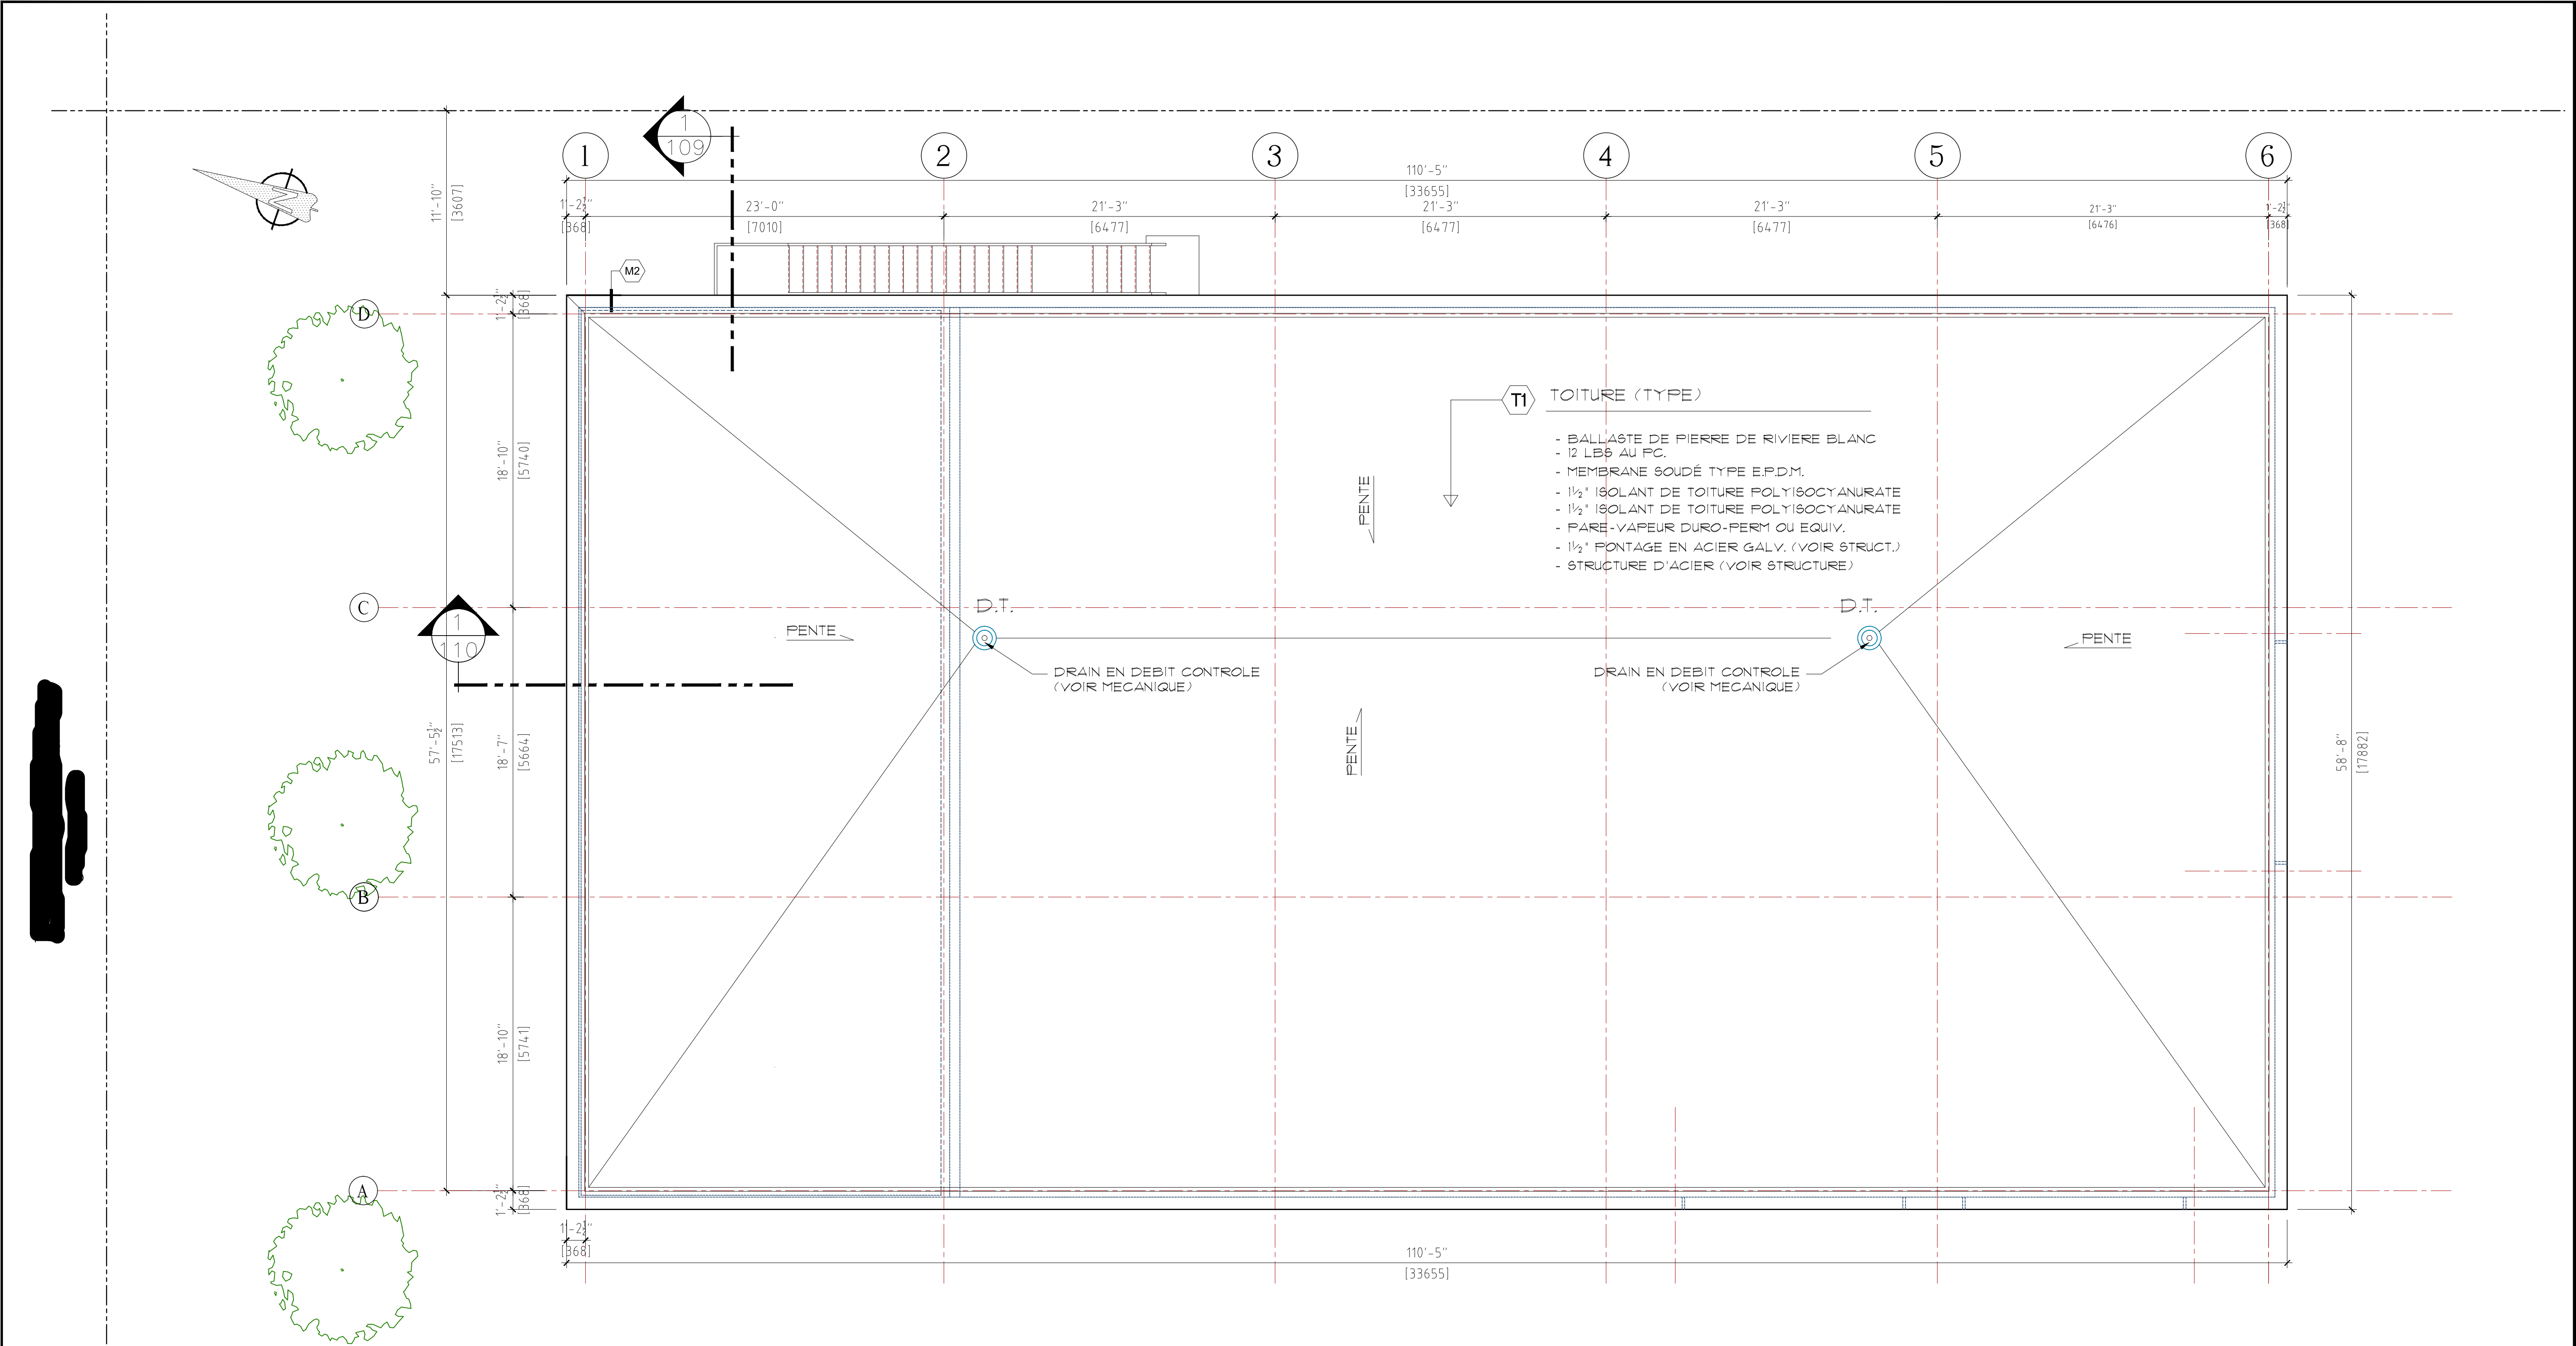 1
109
1
2
3
4
5
6
110'-5"
[33655]
1'-2½"
[368]
23'-0"
[7010]
21'-3"
[6477]
21'-3"
[6477]
21'-3"
[6477]
21'-3"
[6476]
1'-2½"
[368]
11'-10"
[3607]
M2
1'-2½"
[368]
D
T1 TOITURE (TYPE)
- BALLASTE DE PIERRE DE RIVIERE BLANC
- 12 LBS AU PC.
- MEMBRANE SOUDÉ TYPE E.P.D.M.
- 1½" ISOLANT DE TOITURE POLYISOCYANURATE
- 1½" ISOLANT DE TOITURE POLYISOCYANURATE
- PARE-VAPEUR DURO-PERM OU EQUIV.
- 1½" PONTAGE EN ACIER GALV. (VOIR STRUCT.)
- STRUCTURE D'ACIER (VOIR STRUCTURE)
18'-10"
[5740]
PENTE
C
1
110
D.T.
D.T.
PENTE
PENTE
DRAIN EN DEBIT CONTROLE
(VOIR MECANIQUE)
DRAIN EN DEBIT CONTROLE
(VOIR MECANIQUE)
57'-5½"
[17513]
18'-7"
[5664]
PENTE
58'-8"
[17882]
B
18'-10"
[5741]
A
1'-2½"
[368]
1'-2½"
[368]
110'-5"
[33655]